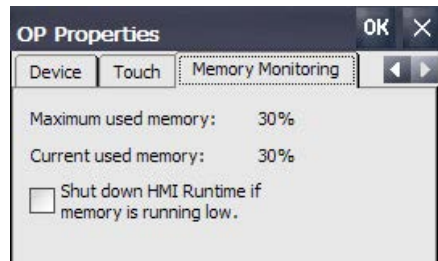 OP Properties OK ×
Device Touch Memory Monitoring
Maximum used memory: 30%
Current used memory: 30%
Shut down HMI Runtime if
memory is running low.